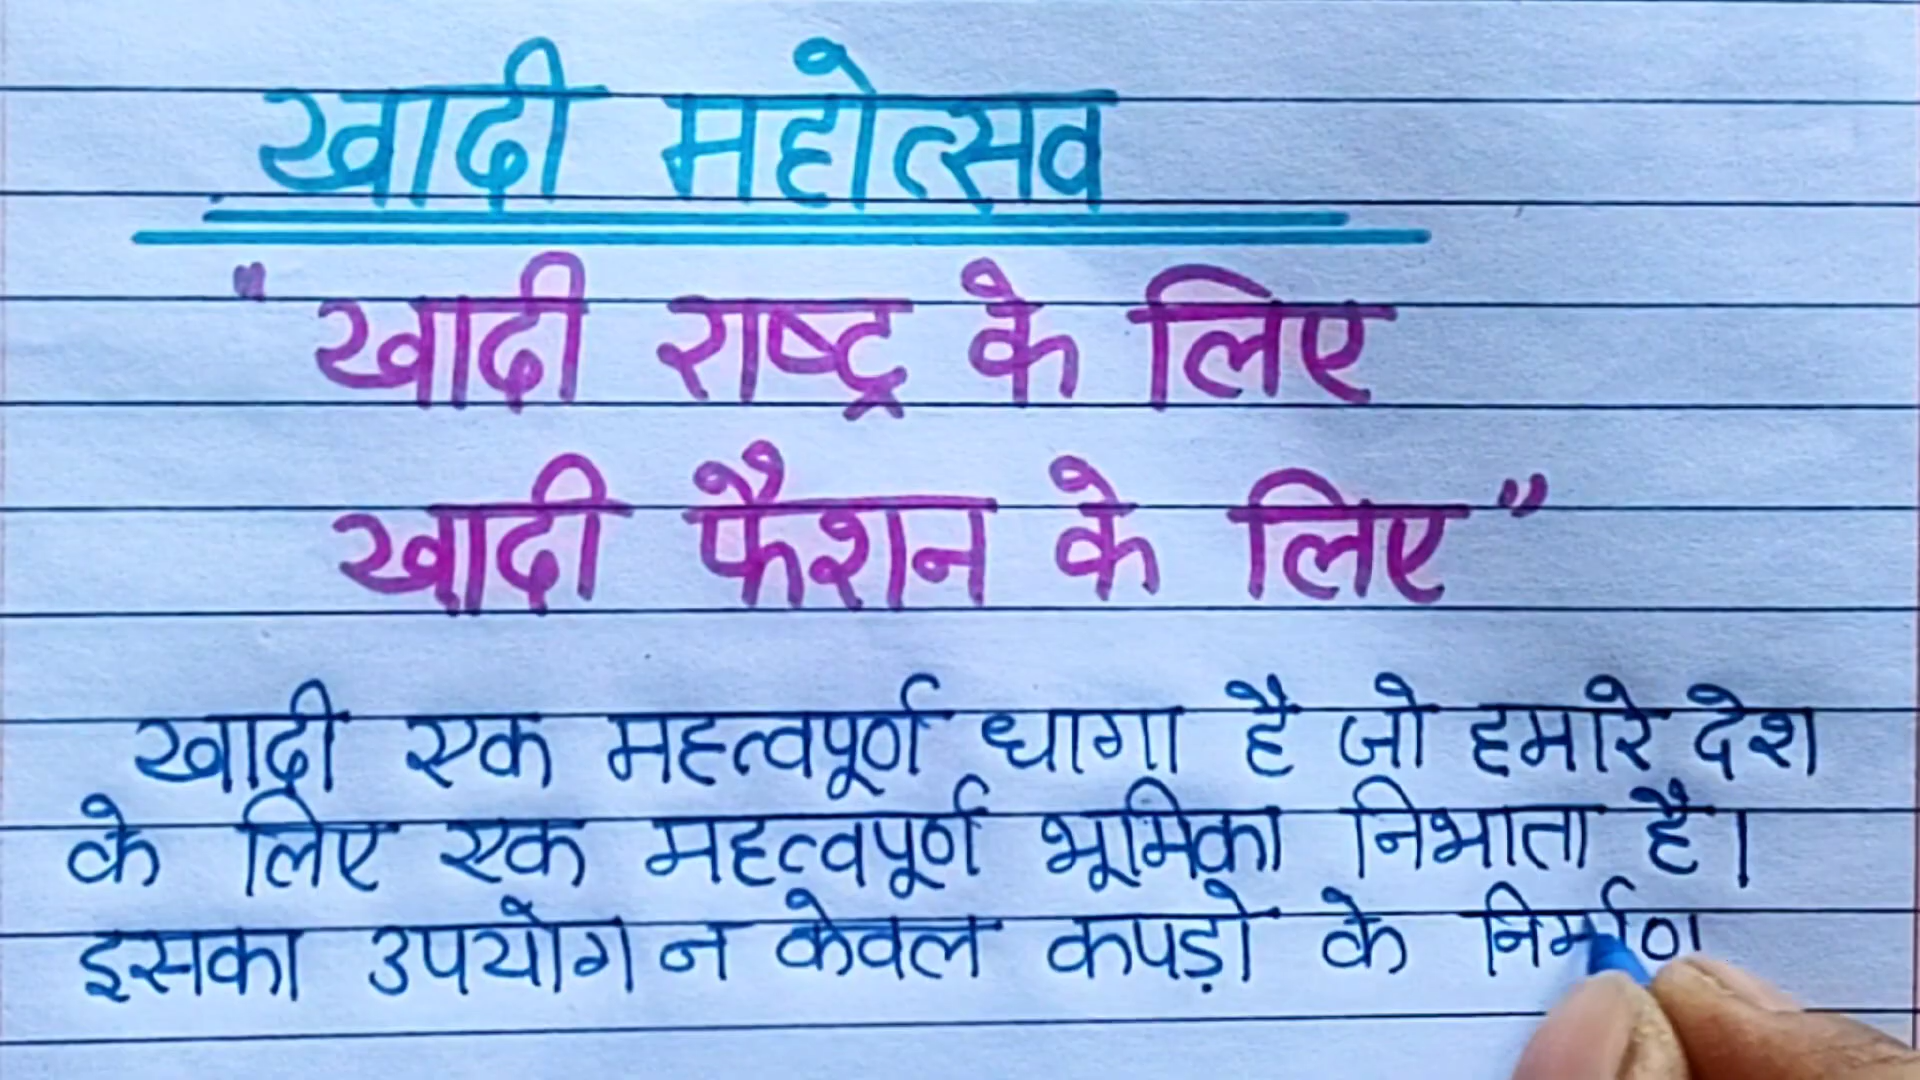 खादी महोत्सव
"खादी राष्ट्र के लिए
खादी फैशन के लिए"
खादी एक महत्वपूर्ण धागा है जो हमारे देश
के लिए एक महत्वपूर्ण भूमिका निभाता है।
इसका उपयोग न केवल कपड़ो के निर्माण